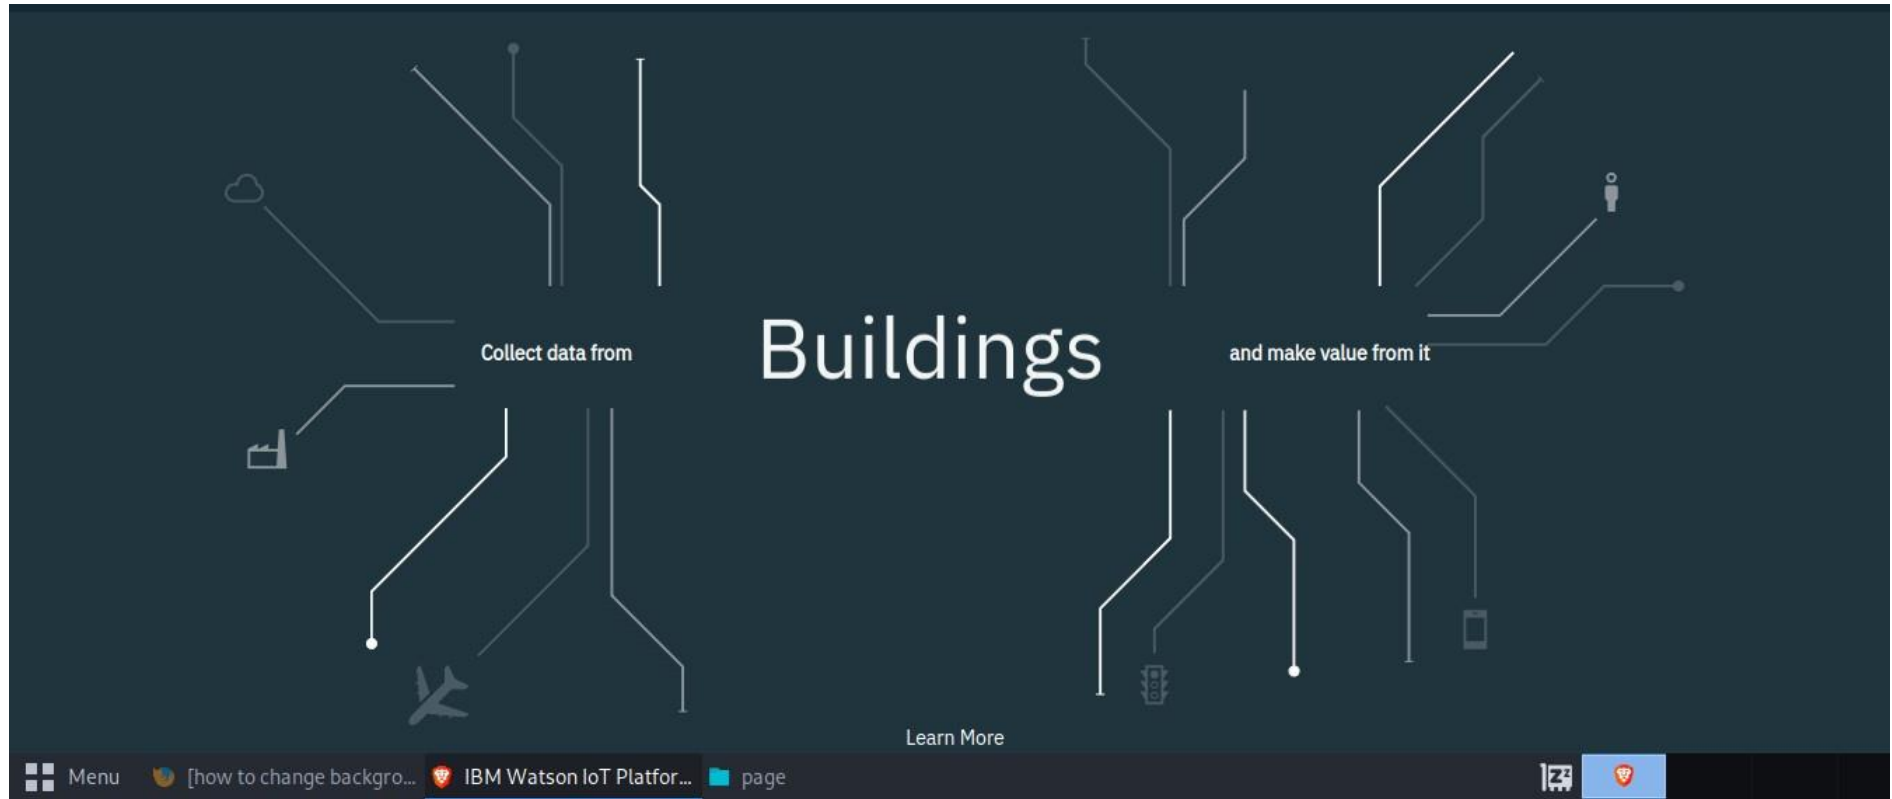 Collect data from
Buildings
and make value from it
Learn More
Menu
[how to change backgro...
IBM Watson IoT Platfor...
page